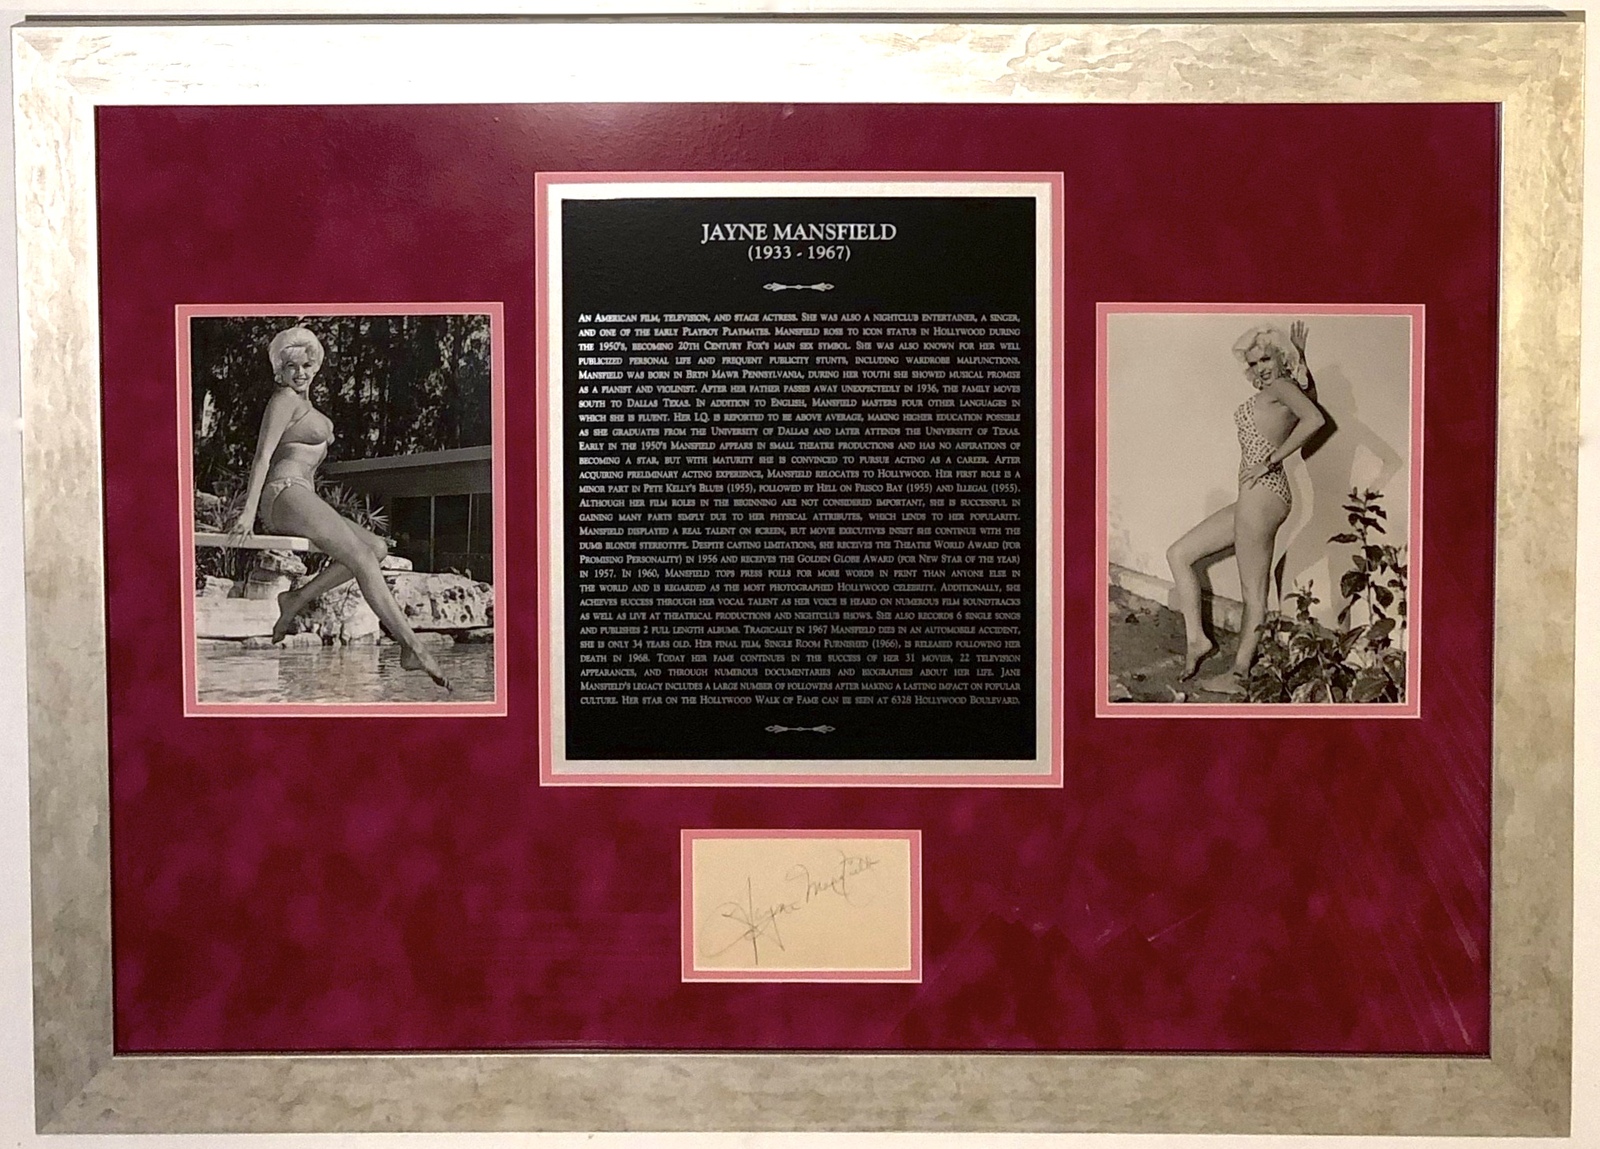 JAYNE MANSFIELD
(1933 - 1967)
AN AMERICAN FILM, TELEVISION, AND STAGE ACTRESS. SHE WAS ALSO A NIGHTCLUB ENTERTAINER, A SINGER,
AND ONE OF THE EARLY PLAYBOY PLAYMATES. MANSFIELD ROSE TO ICON STATUS IN HOLLYWOOD DURING
THE 1950'S, BECOMING 20TH CENTURY FOX'S MAIN SEX SYMBOL. SHE WAS ALSO KNOWN FOR HER WELL
PUBLICIZED PERSONAL LIFE AND FREQUENT PUBLICITY STUNTS, INCLUDING WARDROBE MALFUNCTIONS.
MANSFIELD WAS BORN IN BRYN MAWR PENNSYLVANIA, DURING HER YOUTH SHE SHOWED MUSICAL PROMISE
AS A PIANIST AND VIOLINIST. AFTER HER FATHER PASSES AWAY UNEXPECTEDLY IN 1936, THE FAMILY MOVES
SOUTH TO DALLAS TEXAS. IN ADDITION TO ENGLISH, MANSFIELD MASTERS FOUR OTHER LANGUAGES IN
WHICH SHE IS FLUENT. HER I.Q. IS REPORTED TO BE ABOVE AVERAGE, MAKING HIGHER EDUCATION POSSIBLE
AS SHE GRADUATES FROM THE UNIVERSITY OF DALLAS AND LATER ATTENDS THE UNIVERSITY OF TEXAS.
EARLY IN THE 1950'S MANSFIELD APPEARS IN SMALL THEATRE PRODUCTIONS AND HAS NO ASPIRATIONS OF
BECOMING A STAR, BUT WITH MATURITY SHE IS CONVINCED TO PURSUE ACTING AS A CAREER. AFTER
ACQUIRING PRELIMINARY ACTING EXPERIENCE, MANSFIELD RELOCATES TO HOLLYWOOD. HER FIRST ROLE IS A
MINOR PART IN PETE KELLY'S BLUES (1955), FOLLOWED BY HELL ON FRISCO BAY (1955) AND ILLEGAL (1955).
ALTHOUGH HER FILM ROLES IN THE BEGINNING ARE NOT CONSIDERED IMPORTANT, SHE IS SUCCESSFUL IN
GAINING MANY PARTS SIMPLY DUE TO HER PHYSICAL ATTRIBUTES, WHICH LENDS TO HER POPULARITY.
MANSFIELD DISPLAYED A REAL TALENT ON SCREEN, BUT MOVIE EXECUTIVES INSIST SHE CONTINUE WITH THE
DUMB BLONDE STEREOTYPE. DESPITE CASTING LIMITATIONS, SHE RECEIVES THE THEATRE WORLD AWARD (FOR
PROMISING PERSONALITY) IN 1956 AND RECEIVES THE GOLDEN GLOBE AWARD (FOR NEW STAR OF THE YEAR)
IN 1957. IN 1960, MANSFIELD TOPS PRESS POLLS FOR MORE WORDS IN PRINT THAN ANYONE ELSE IN
THE WORLD AND IS REGARDED AS THE MOST PHOTOGRAPHED HOLLYWOOD CELEBRITY. ADDITIONALLY, SHE
ACHIEVES SUCCESS THROUGH HER VOCAL TALENT AS HER VOICE IS HEARD ON NUMEROUS FILM SOUNDTRACKS
AS WELL AS LIVE AT THEATRICAL PRODUCTIONS AND NIGHTCLUB SHOWS. SHE ALSO RECORDS 6 SINGLE SONGS
AND PUBLISHES 2 FULL LENGTH ALBUMS. TRAGICALLY IN 1967 MANSFIELD DIES IN AN AUTOMOBILE ACCIDENT,
SHE IS ONLY 34 YEARS OLD. HER FINAL FILM, SINGLE ROOM FURNISHED (1966), IS RELEASED FOLLOWING HER
DEATH IN 1968. TODAY HER FAME CONTINUES IN THE SUCCESS OF HER 31 MOVIES, 22 TELEVISION
APPEARANCES, AND THROUGH NUMEROUS DOCUMENTARIES AND BIOGRAPHIES ABOUT HER LIFE. JANE
MANSFIELD'S LEGACY INCLUDES A LARGE NUMBER OF FOLLOWERS AFTER MAKING A LASTING IMPACT ON POPULAR
CULTURE. HER STAR ON THE HOLLYWOOD WALK OF FAME CAN BE SEEN AT 6328 HOLLYWOOD BOULEVARD.
Jayne Mansfield